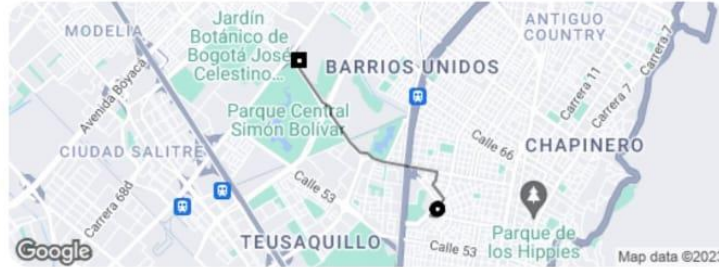 MODELIA
Jardín
Botánico de
Bogotá José
Celestino...
ANTIGUO
COUNTRY
BARRIOS UNIDOS
Avenida Boyacá
Carrera 11
Carrera 7
Carrera 7
Parque Central
Simón Bolívar
Calle 66
CHAPINERO
CIUDAD SALITRE
Calle 53
Carrera 68d
Parque de
los Hippies
TEUSAQUILLO
Calle 53
Google
Map data ©202